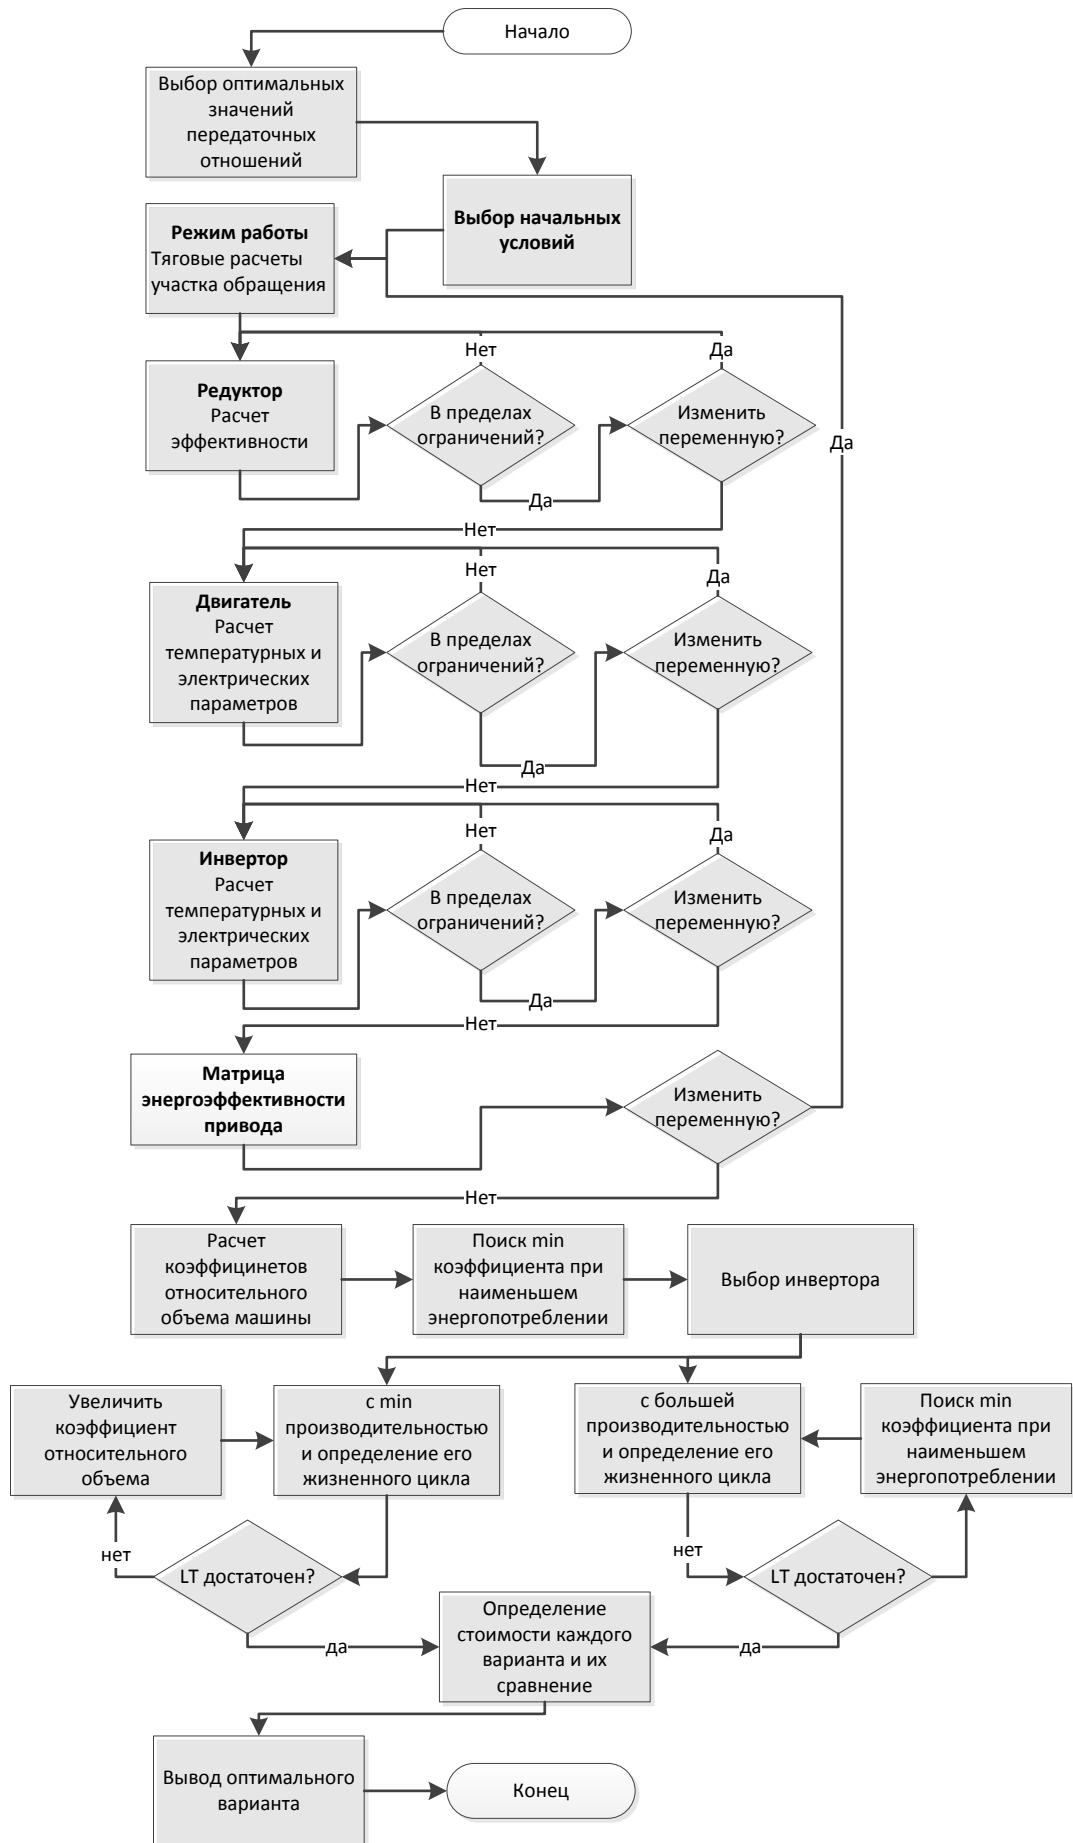 Начало
Выбор оптимальных
значений
передаточных
отношений
Выбор начальных
условий
Режим работы
Тяговые расчеты
участка обращения
Нет
Да
Редуктор
Расчет
эффективности
В пределах
ограничений?
Изменить
переменную?
Да
Да
Нет
Нет
Да
Двигатель
Расчет
температурных и
электрических
параметров
В пределах
ограничений?
Изменить
переменную?
Да
Нет
Нет
Да
Инвертор
Расчет
температурных и
электрических
параметров
В пределах
ограничений?
Изменить
переменную?
Да
Нет
Матрица
энергоэффективности
привода
Изменить
переменную?
Нет
Расчет
коэффицинетов
относительного
объема машины
Поиск min
коэффициента при
наименьшем
энергопотреблении
Выбор инвертора
Увеличить
коэффициент
относительного
объема
с min
производительностью
и определение его
жизненного цикла
с большей
производительностью
и определение его
жизненного цикла
Поиск min
коэффициента при
наименьшем
энергопотреблении
нет
LT достаточен?
нет
LT достаточен?
да
Определение
стоимости каждого
варианта и их
сравнение
да
Вывод оптимального
варианта
Конец